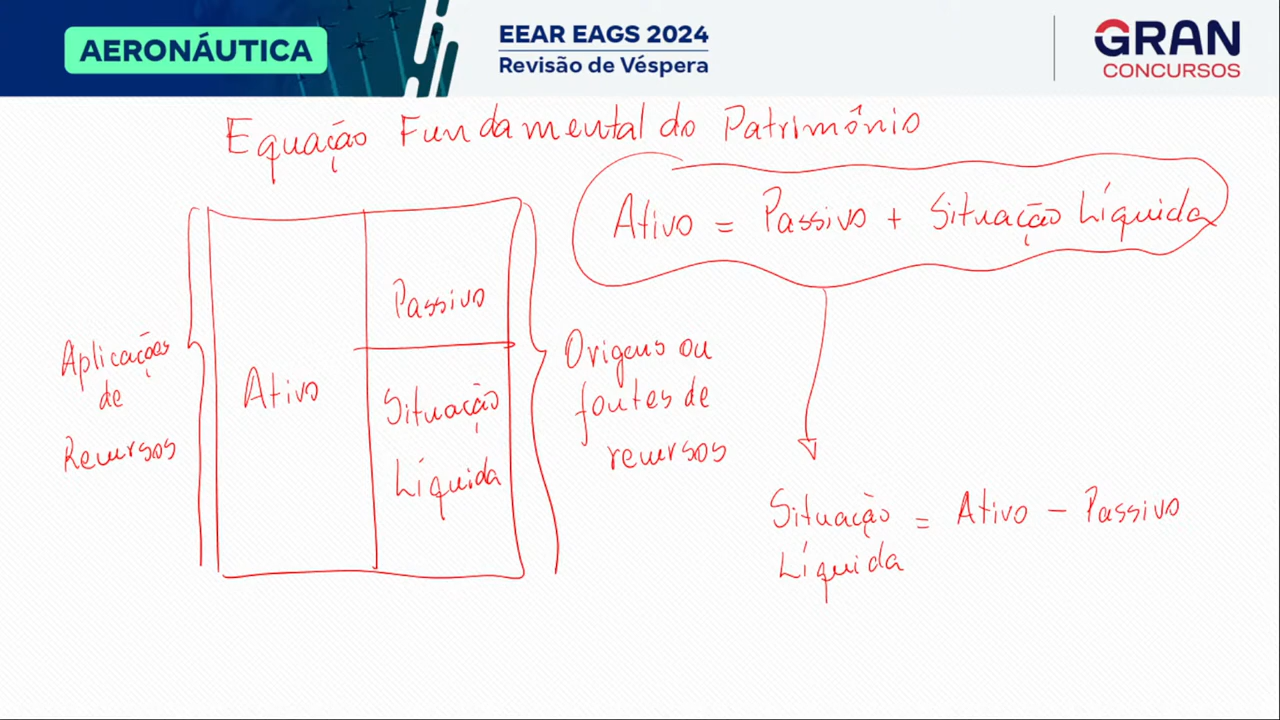 AERONÁUTICA
EEAR EAGS 2024
Revisão de Véspera
GRAN
CONCURSOS
Equação Fundamental do Patrimônio
Ativo = Passivo + Situação Líquida
Aplicações
de
Recursos
Ativo
Passivo
Situação
Líquida
Origens ou
fontes de
recursos
Situação = Ativo - Passivo
Líquida